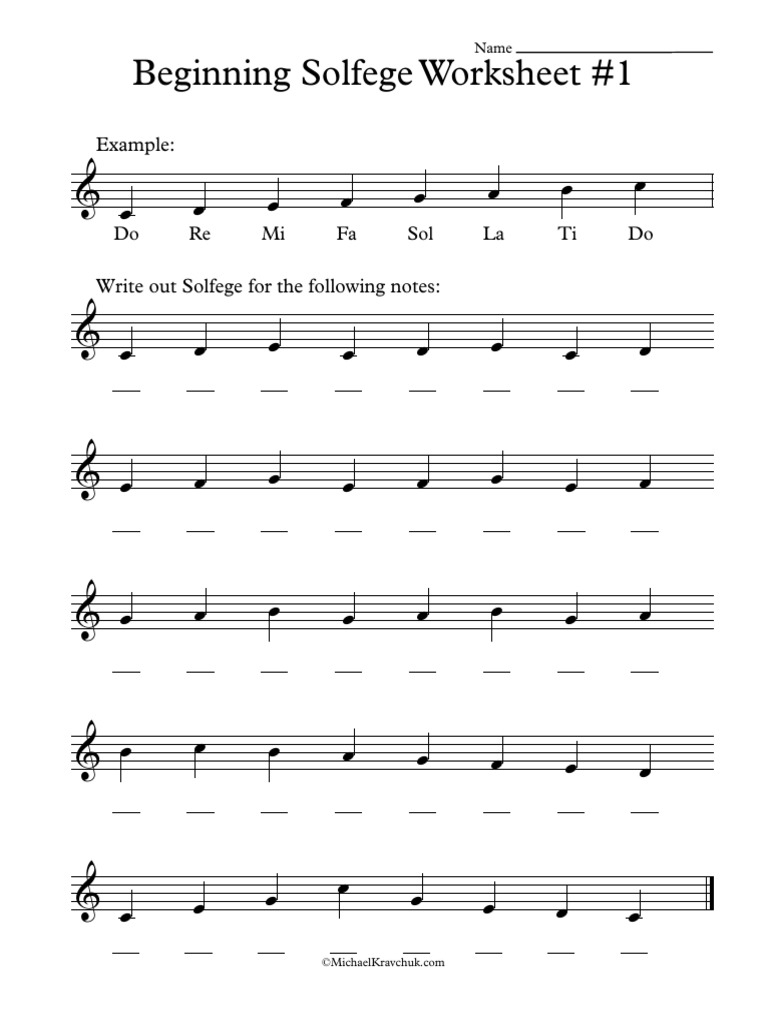 Name
Beginning Solfege Worksheet #1
Example:
C D E F G A B C
Do Re Mi Fa Sol La Ti Do
Write out Solfege for the following notes:
C D E C D E C D
E F G E F G E F
G A B G A B G A
B C B A G F E D
C E G C G E D C
©MichaelKravchuk.com